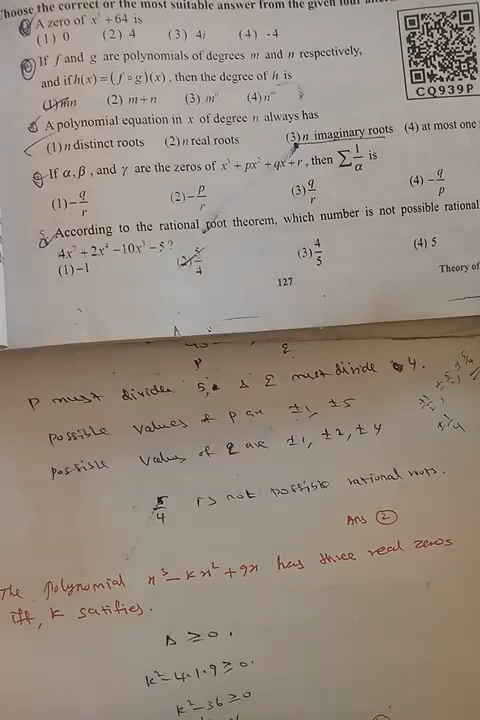 Choose the correct or the most suitable answer from the given four
1. A zero of x³ + 64 is
(1) 0 (2) 4 (3) 4i (4) -4
If f and g are polynomials of degrees m and n respectively,
and if h(x) = (f ∘ g)(x), then the degree of h is
(1) mn (2) m+n (3) mⁿ (4) nᵐ
CQ939P
A polynomial equation in x of degree n always has
(1) n distinct roots (2) n real roots (3) n imaginary roots (4) at most one
If α, β, and γ are the zeros of x³ + px² + qx + r, then Σ 1/α is
(1) -q/r (2) -p/r (3) q/r (4) -q/p
5. According to the rational root theorem, which number is not possible rational
4x⁷ + 2x⁴ - 10x³ - 5 ?
(1) -1 (2) 5/4 (3) 4/5 (4) 5
Theory of
127
P must divides 5, & q must divide 4.
possible values of p are ±1, ±5
possible values of q are ±1, ±2, ±4
is not possible rational roots.
Ans (2)
The polynomial x³ - kx² + 9x has three real zeros
iff, k satifies.
Δ ≥ 0.
k² - 4.1.9 ≥ 0.
k² - 36 ≥ 0